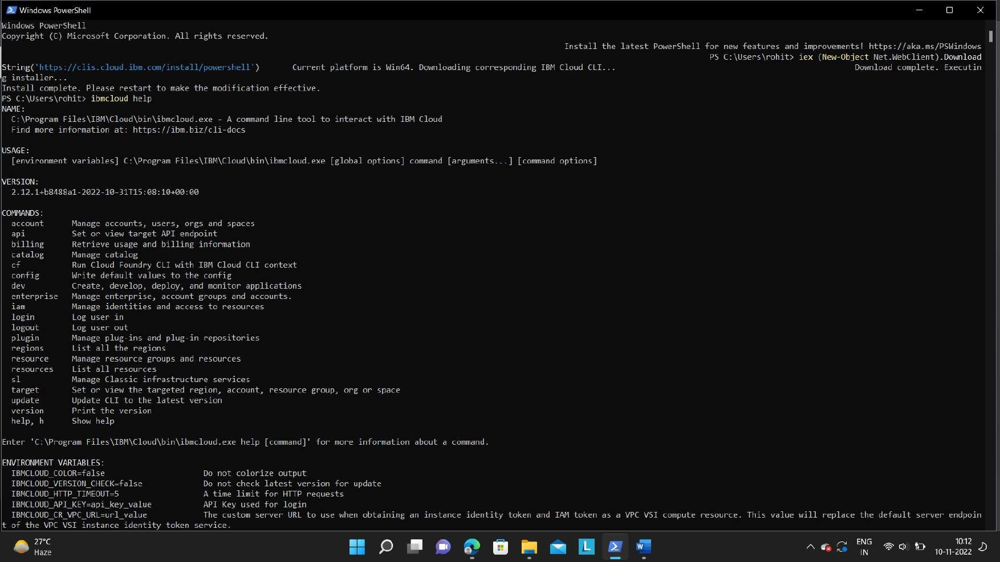 Windows PowerShell
Windows PowerShell
Copyright (C) Microsoft Corporation. All rights reserved.
Install the latest PowerShell for new features and improvements! https://aka.ms/PSWindows
PS C:\Users\rohit> iex (New-Object Net.WebClient).Download
String('https://clis.cloud.ibm.com/install/powershell') Current platform is Win64. Downloading corresponding IBM Cloud CLI... Download complete. Executin
g installer...
Install complete. Please restart to make the modification effective.
PS C:\Users\rohit> ibmcloud help
NAME:
C:\Program Files\IBM\Cloud\bin\ibmcloud.exe - A command line tool to interact with IBM Cloud
Find more information at: https://ibm.biz/cli-docs
USAGE:
[environment variables] C:\Program Files\IBM\Cloud\bin\ibmcloud.exe [global options] command [arguments...] [command options]
VERSION:
2.12.1+b8488a1-2022-10-31T15:08:10+00:00
COMMANDS:
account Manage accounts, users, orgs and spaces
api Set or view target API endpoint
billing Retrieve usage and billing information
catalog Manage catalog
cf Run Cloud Foundry CLI with IBM Cloud CLI context
config Write default values to the config
dev Create, develop, deploy, and monitor applications
enterprise Manage enterprise, account groups and accounts.
iam Manage identities and access to resources
login Log user in
logout Log user out
plugin Manage plug-ins and plug-in repositories
regions List all the regions
resource Manage resource groups and resources
resources List all resources
sl Manage Classic infrastructure services
target Set or view the targeted region, account, resource group, org or space
update Update CLI to the latest version
version Print the version
help, h Show help
Enter 'C:\Program Files\IBM\Cloud\bin\ibmcloud.exe help [command]' for more information about a command.
ENVIRONMENT VARIABLES:
IBMCLOUD_COLOR=false Do not colorize output
IBMCLOUD_VERSION_CHECK=false Do not check latest version for update
IBMCLOUD_HTTP_TIMEOUT=5 A time limit for HTTP requests
IBMCLOUD_API_KEY=api_key_value API Key used for login
IBMCLOUD_CR_VPC_URL=url_value The custom server URL to use when obtaining an instance identity token and IAM token as a VPC VSI compute resource. This value will replace the default server endpoin
t of the VPC VSI instance identity token service.
27°C
Haze
L
W
ENG
IN
10:12
10-11-2022